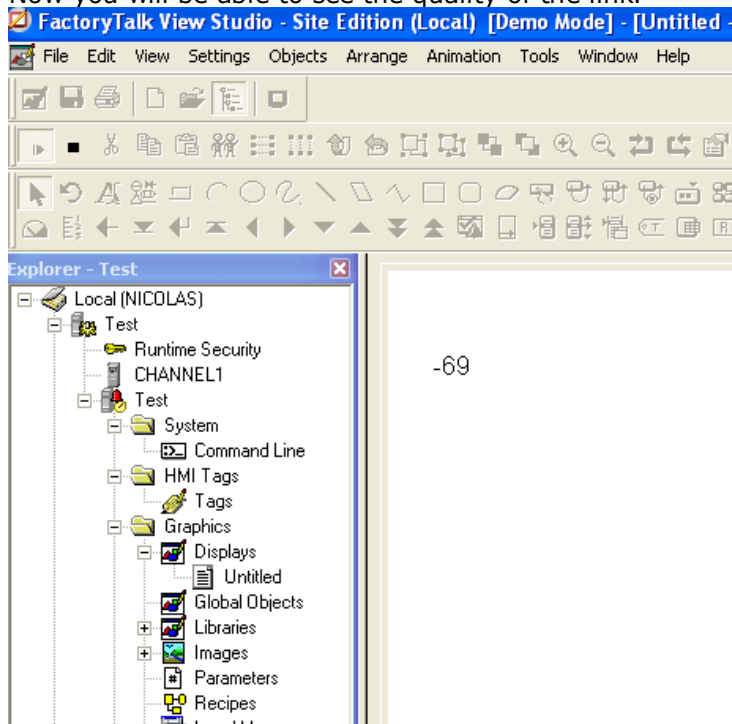 Now you will be able to see the quality of the link.
FactoryTalk View Studio - Site Edition (Local) [Demo Mode] - [Untitled -
File Edit View Settings Objects Arrange Animation Tools Window Help
Explorer - Test
Local (NICOLAS)
Test
Runtime Security
CHANNEL1
Test
System
Command Line
HMI Tags
Tags
Graphics
Displays
Untitled
Global Objects
Libraries
Images
Parameters
Recipes
-69